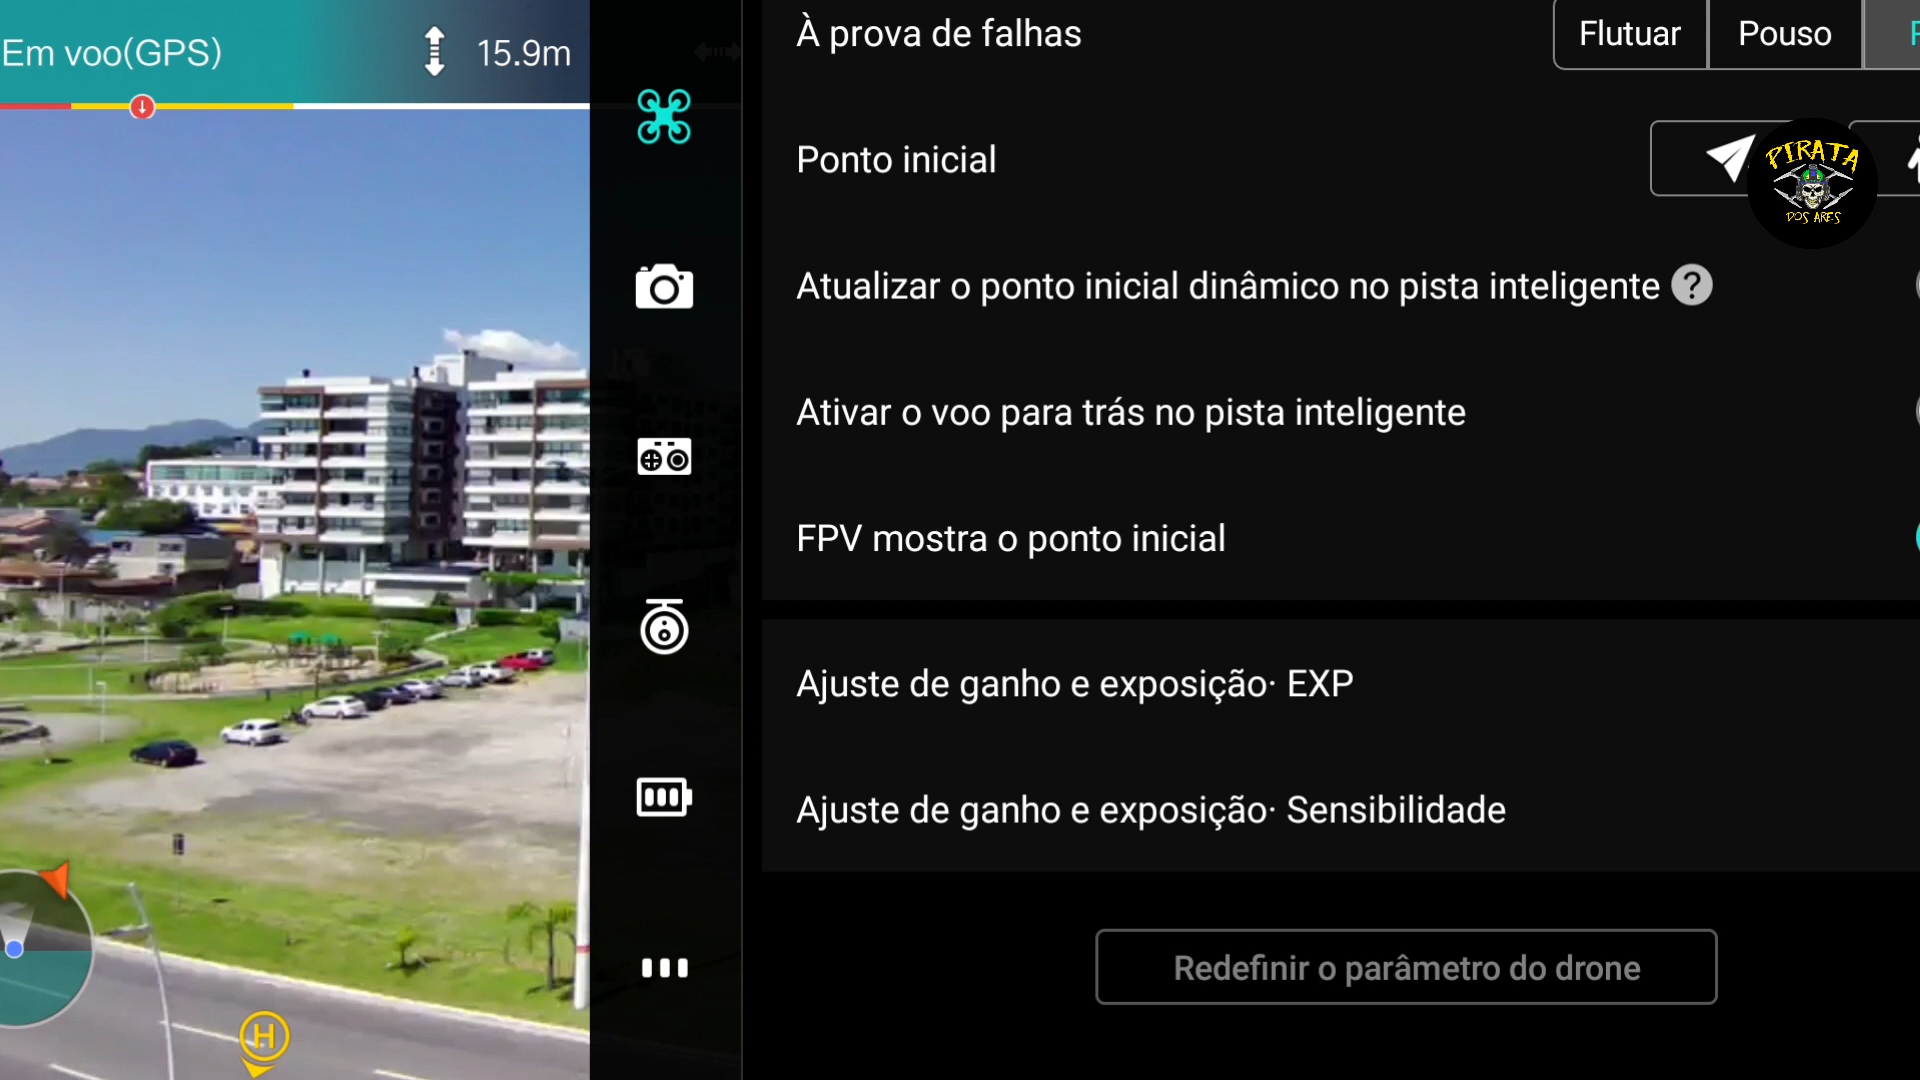 Em voo(GPS)
15.9m
À prova de falhas
Flutuar
Pouso
Ponto inicial
PIRATA
DOS ARES
Atualizar o ponto inicial dinâmico no pista inteligente ?
Ativar o voo para trás no pista inteligente
FPV mostra o ponto inicial
Ajuste de ganho e exposição· EXP
Ajuste de ganho e exposição· Sensibilidade
Redefinir o parâmetro do drone
H